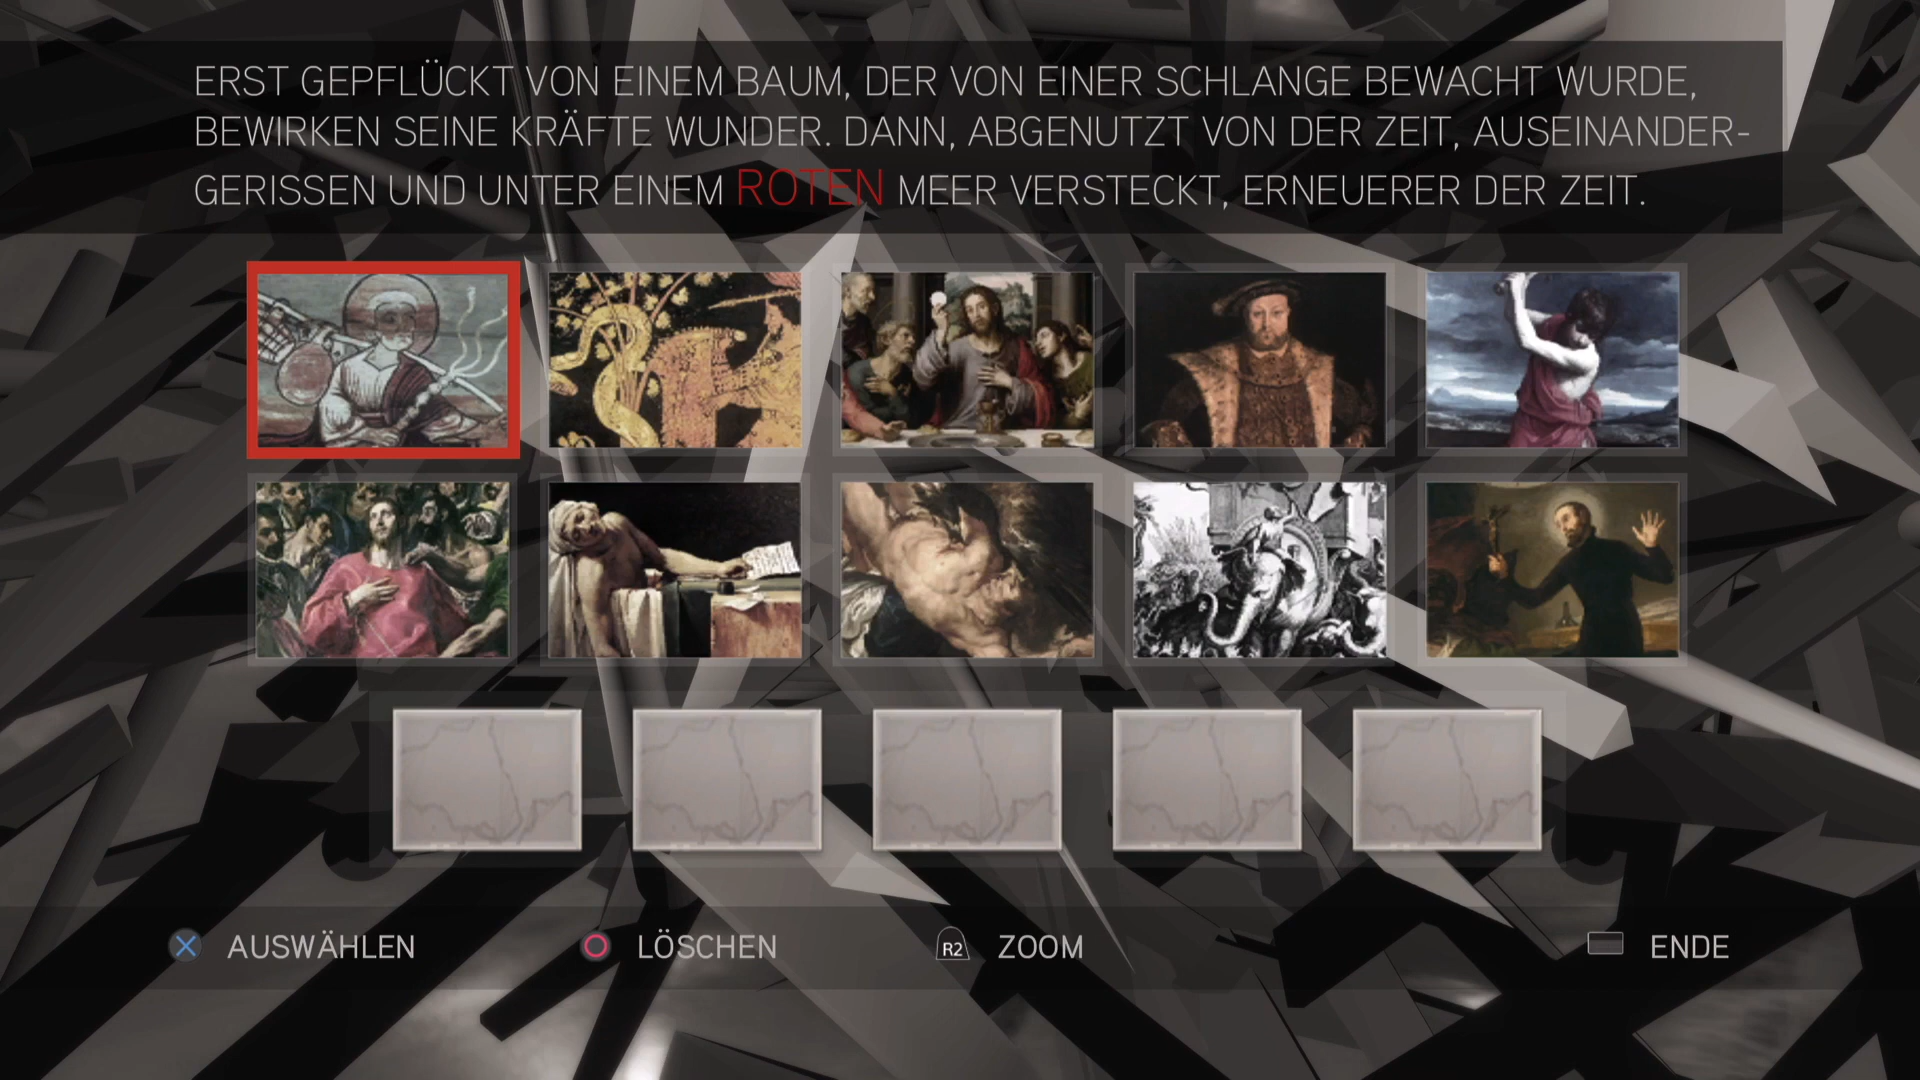 ERST GEPFLÜCKT VON EINEM BAUM, DER VON EINER SCHLANGE BEWACHT WURDE,
BEWIRKEN SEINE KRÄFTE WUNDER. DANN, ABGENUTZT VON DER ZEIT, AUSEINANDER-
GERISSEN UND UNTER EINEM ROTEN MEER VERSTECKT, ERNEUERER DER ZEIT.
AUSWÄHLEN LÖSCHEN R2 ZOOM ENDE